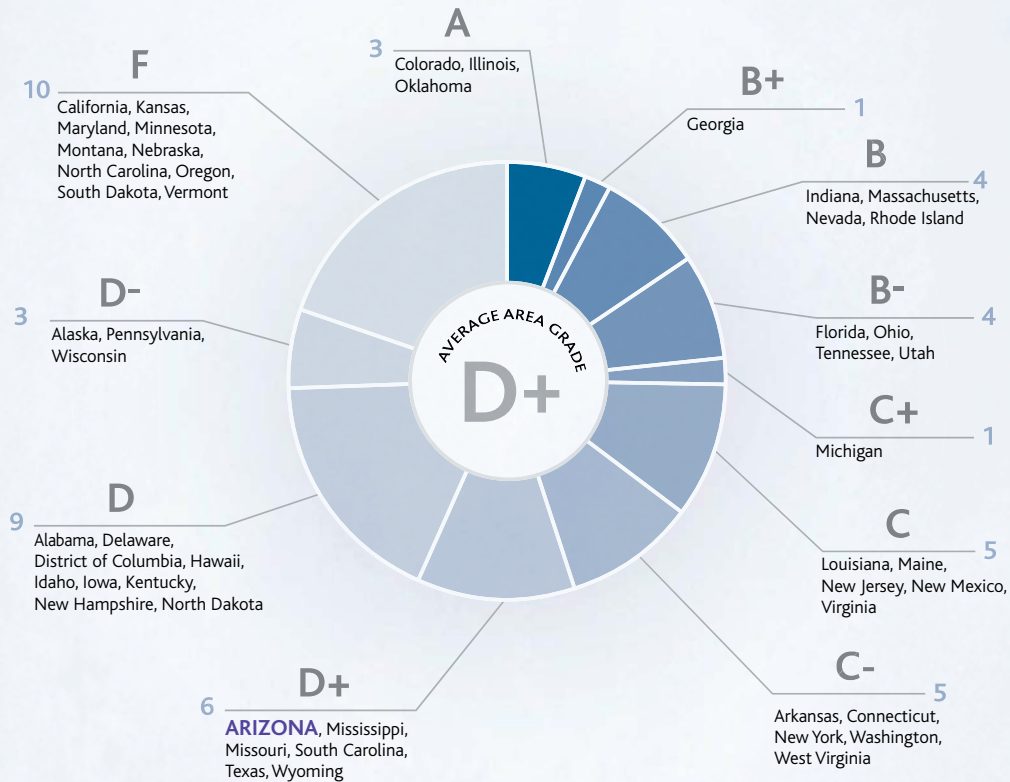 A
3
Colorado, Illinois,
Oklahoma
B+
1
Georgia
B
4
Indiana, Massachusetts,
Nevada, Rhode Island
B-
4
Florida, Ohio,
Tennessee, Utah
C+
1
Michigan
C
5
Louisiana, Maine,
New Jersey, New Mexico,
Virginia
C-
5
Arkansas, Connecticut,
New York, Washington,
West Virginia
D+
6
ARIZONA, Mississippi,
Missouri, South Carolina,
Texas, Wyoming
D
9
Alabama, Delaware,
District of Columbia, Hawaii,
Idaho, Iowa, Kentucky,
New Hampshire, North Dakota
D-
3
Alaska, Pennsylvania,
Wisconsin
F
10
California, Kansas,
Maryland, Minnesota,
Montana, Nebraska,
North Carolina, Oregon,
South Dakota, Vermont
AVERAGE AREA GRADE
D+